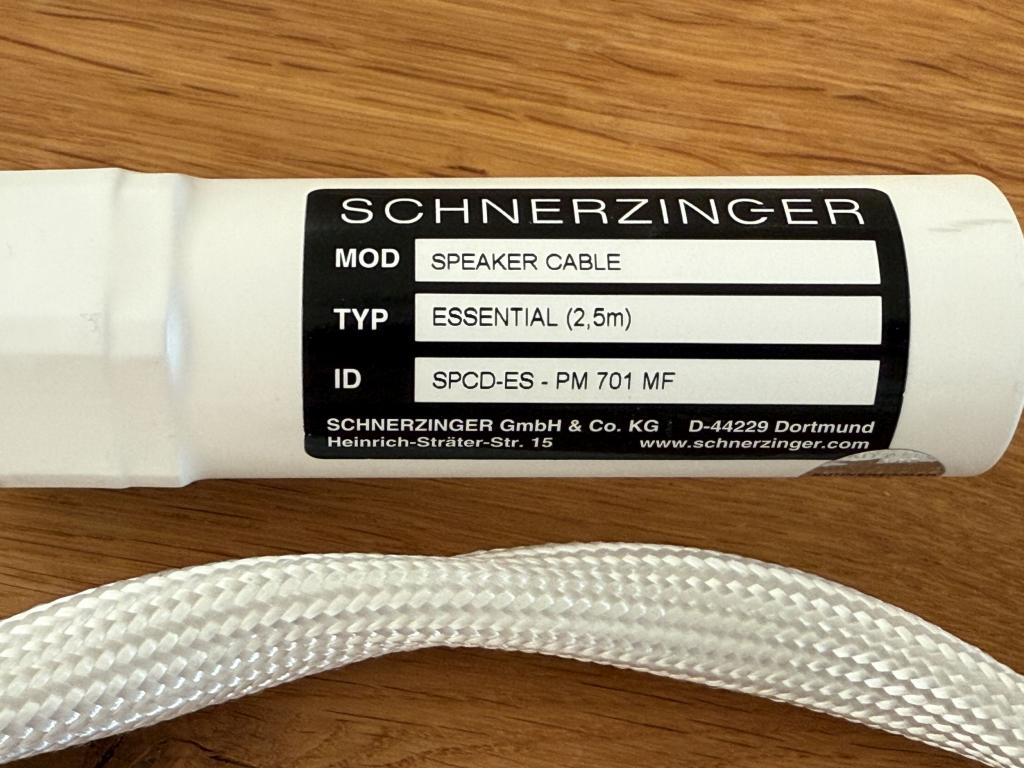 SCHNERZINGER
MOD SPEAKER CABLE
TYP ESSENTIAL (2,5m)
ID SPCD-ES - PM 701 MF
SCHNERZINGER GmbH & Co. KG D-44229 Dortmund
Heinrich-Sträter-Str. 15 www.schnerzinger.com